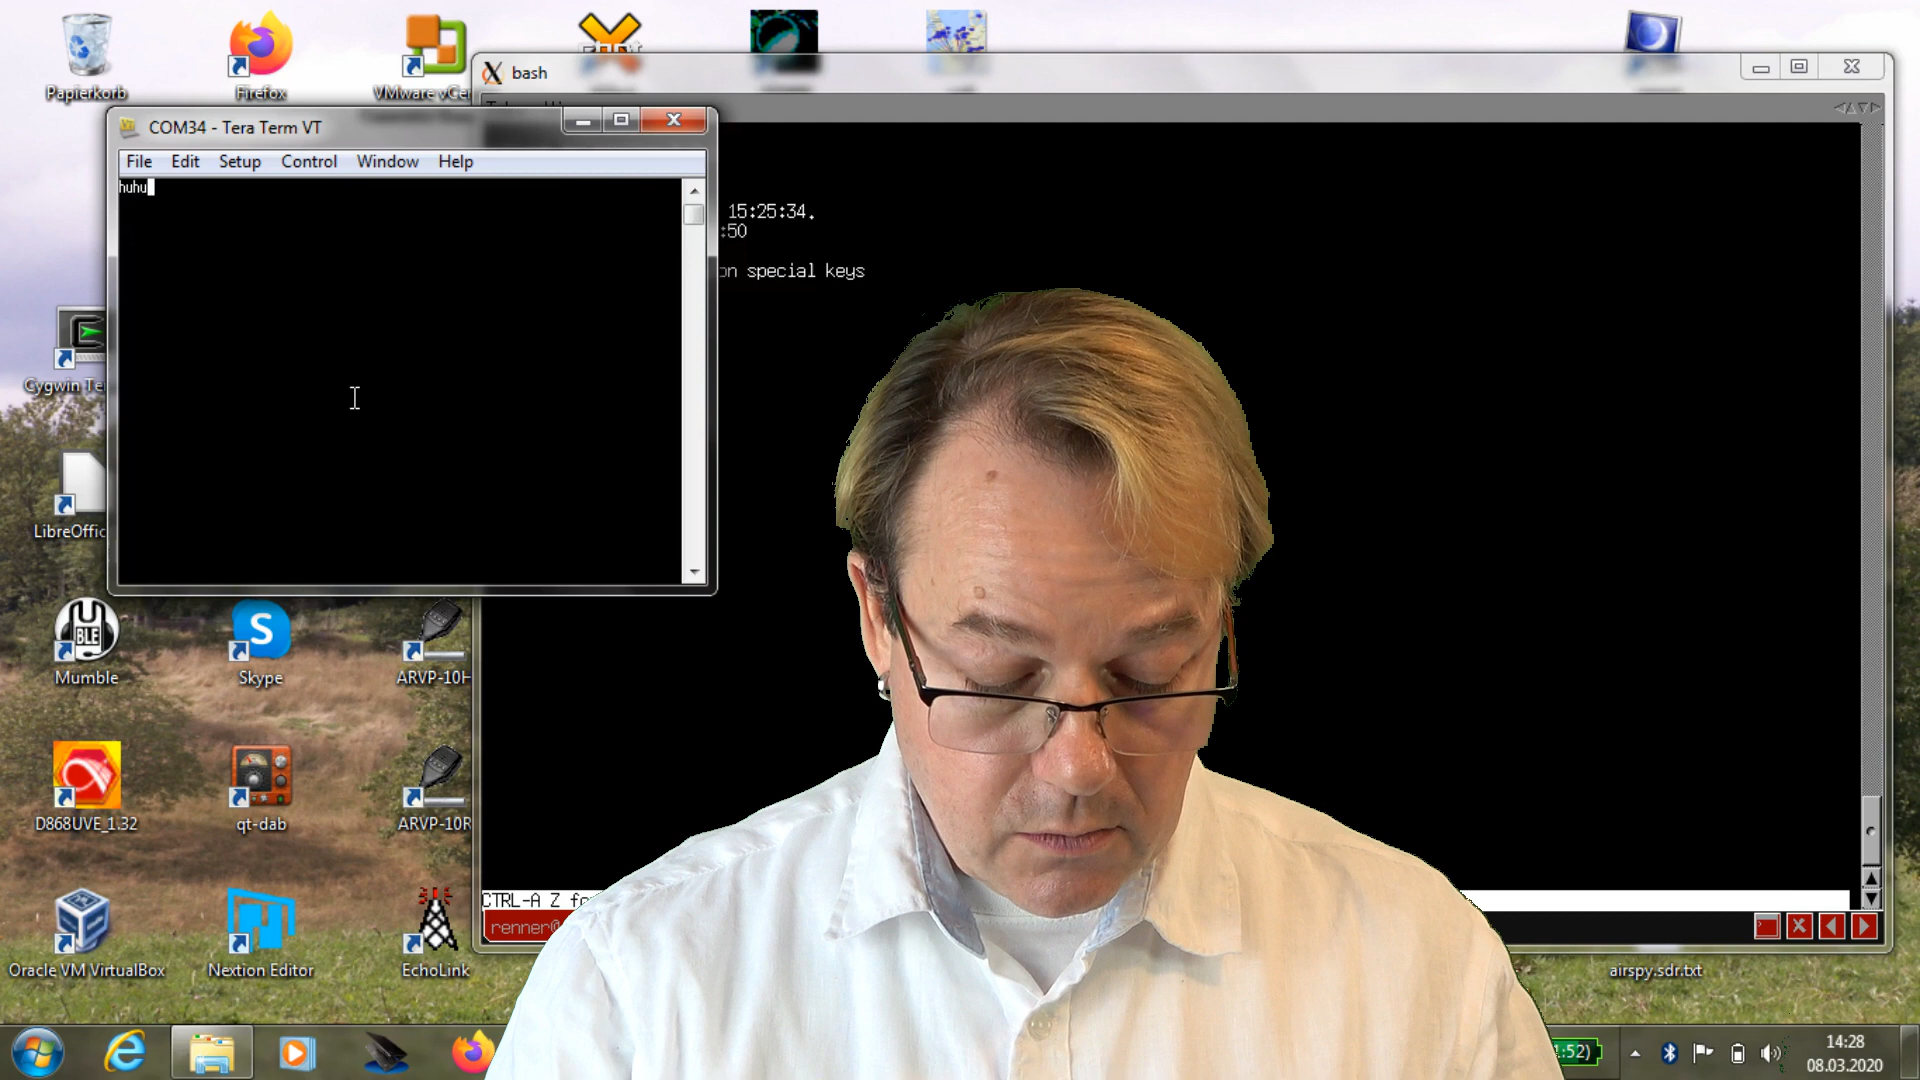 Papierkorb
Firefox
VMware vCe
bash
COM34 - Tera Term VT
File Edit Setup Control Window Help
huhu
15:25:34.
:50
on special keys
Cygwin Te
LibreOffic
Mumble
Skype
ARVP-10H
D868UVE_1.32
qt-dab
ARVP-10R
CTRL-A Z fo
renner@
Oracle VM VirtualBox
Nextion Editor
EchoLink
airspy.sdr.txt
:52)
14:28
08.03.2020